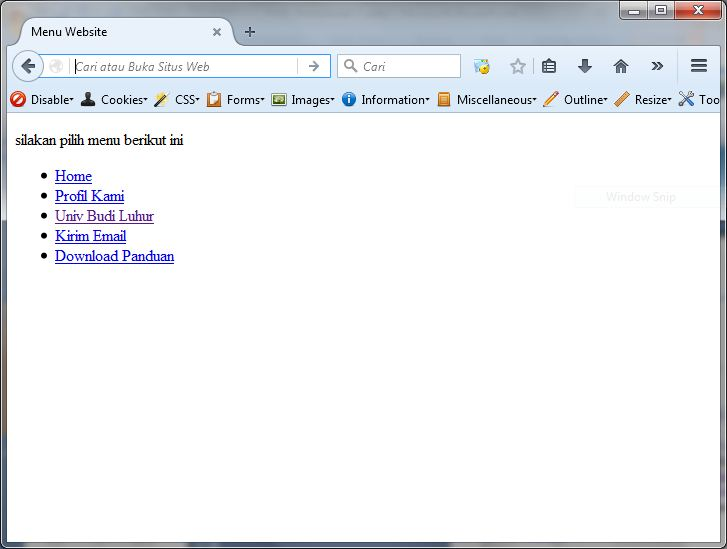 Menu Website
Cari atau Buka Situs Web
Cari
Disable Cookies CSS Forms Images Information Miscellaneous Outline Resize Too
silakan pilih menu berikut ini
Home
Profil Kami
Window Snip
Univ Budi Luhur
Kirim Email
Download Panduan